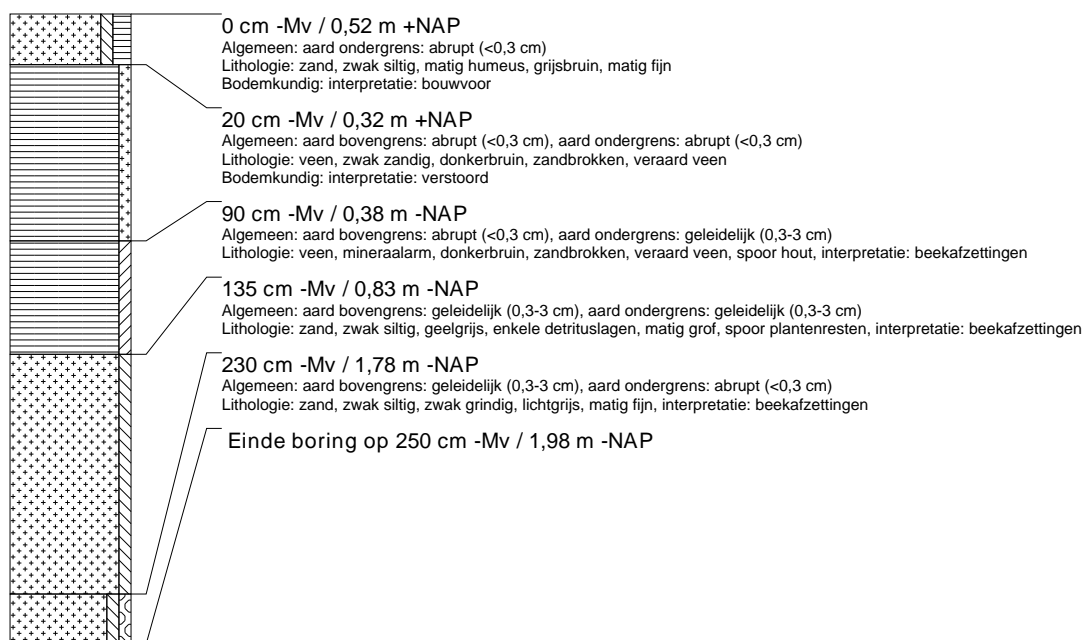 0 cm -Mv / 0,52 m +NAP
Algemeen: aard ondergrens: abrupt (<0,3 cm)
Lithologie: zand, zwak siltig, matig humeus, grijsbruin, matig fijn
Bodemkundig: interpretatie: bouwvoor
20 cm -Mv / 0,32 m +NAP
Algemeen: aard bovengrens: abrupt (<0,3 cm), aard ondergrens: abrupt (<0,3 cm)
Lithologie: veen, zwak zandig, donkerbruin, zandbrokken, veraard veen
Bodemkundig: interpretatie: verstoord
90 cm -Mv / 0,38 m -NAP
Algemeen: aard bovengrens: abrupt (<0,3 cm), aard ondergrens: geleidelijk (0,3-3 cm)
Lithologie: veen, mineraalarm, donkerbruin, zandbrokken, veraard veen, spoor hout, interpretatie: beekafzettingen
135 cm -Mv / 0,83 m -NAP
Algemeen: aard bovengrens: geleidelijk (0,3-3 cm), aard ondergrens: geleidelijk (0,3-3 cm)
Lithologie: zand, zwak siltig, geelgrijs, enkele detrituslagen, matig grof, spoor plantenresten, interpretatie: beekafzettingen
230 cm -Mv / 1,78 m -NAP
Algemeen: aard bovengrens: geleidelijk (0,3-3 cm), aard ondergrens: abrupt (<0,3 cm)
Lithologie: zand, zwak siltig, zwak grindig, lichtgrijs, matig fijn, interpretatie: beekafzettingen
Einde boring op 250 cm -Mv / 1,98 m -NAP